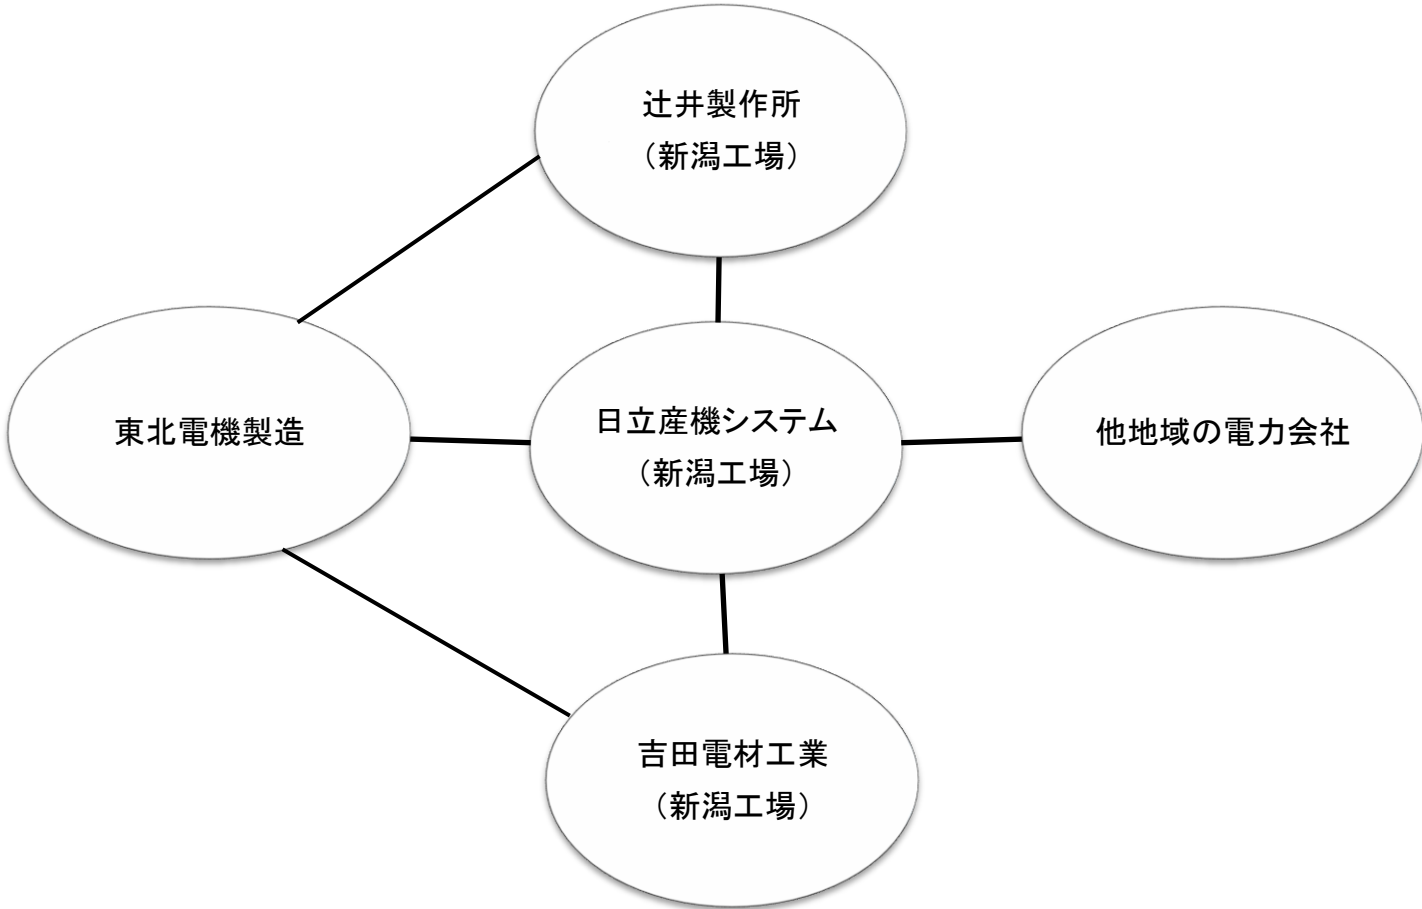 辻井製作所
（新潟工場）
東北電機製造
日立産機システム
（新潟工場）
他地域の電力会社
吉田電材工業
（新潟工場）